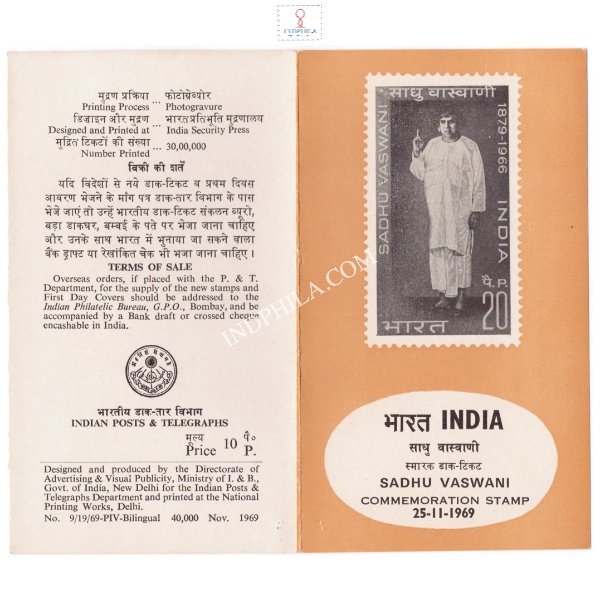 INDPHILA
मुद्रण प्रक्रिया ... फोटोग्रेव्योर
Printing Process ... Photogravure
डिज़ाइन और मुद्रण ... भारत प्रतिभूति मुद्रणालय
Designed and Printed at ... India Security Press
मुद्रित टिकटों की संख्या ... 30,00,000
Number Printed
बिक्री की शर्तें
यदि विदेशों से नये डाक-टिकट व प्रथम दिवस
आवरण भेजने के माँग पत्र डाक-तार विभाग के पास
भेजे जाएं तो उन्हें भारतीय डाक-टिकट संकलन ब्यूरो,
बड़ा डाकघर, बम्बई के पते पर भेजा जाना चाहिए
और उनके साथ भारत में भुनाया जा सकने वाला
बैंक ड्राफ्ट या रेखांकित चेक भी भजा जाना चाहिए।
TERMS OF SALE
Overseas orders, if placed with the P. & T.
Department, for the supply of the new stamps and
First Day Covers should be addressed to the
Indian Philatelic Bureau, G.P.O., Bombay, and be
accompanied by a Bank draft or crossed cheque
encashable in India.
भारतीय डाक-तार विभाग
INDIAN POSTS & TELEGRAPHS
मूल्य 10 पै०
Price P.
Designed and produced by the Directorate of
Advertising & Visual Publicity, Ministry of I. & B.,
Govt. of India, New Delhi for the Indian Posts &
Telegraphs Department and printed at the National
Printing Works, Delhi.
No. 9/19/69-PIV-Bilingual 40,000 Nov. 1969
साधु वास्वाणी
SADHU VASWANI
1879-1966 INDIA
भारत
पै. P.
20
भारत INDIA
साधु वास्वाणी
स्मारक डाक-टिकट
SADHU VASWANI
COMMEMORATION STAMP
25-11-1969
INDPHILA.COM